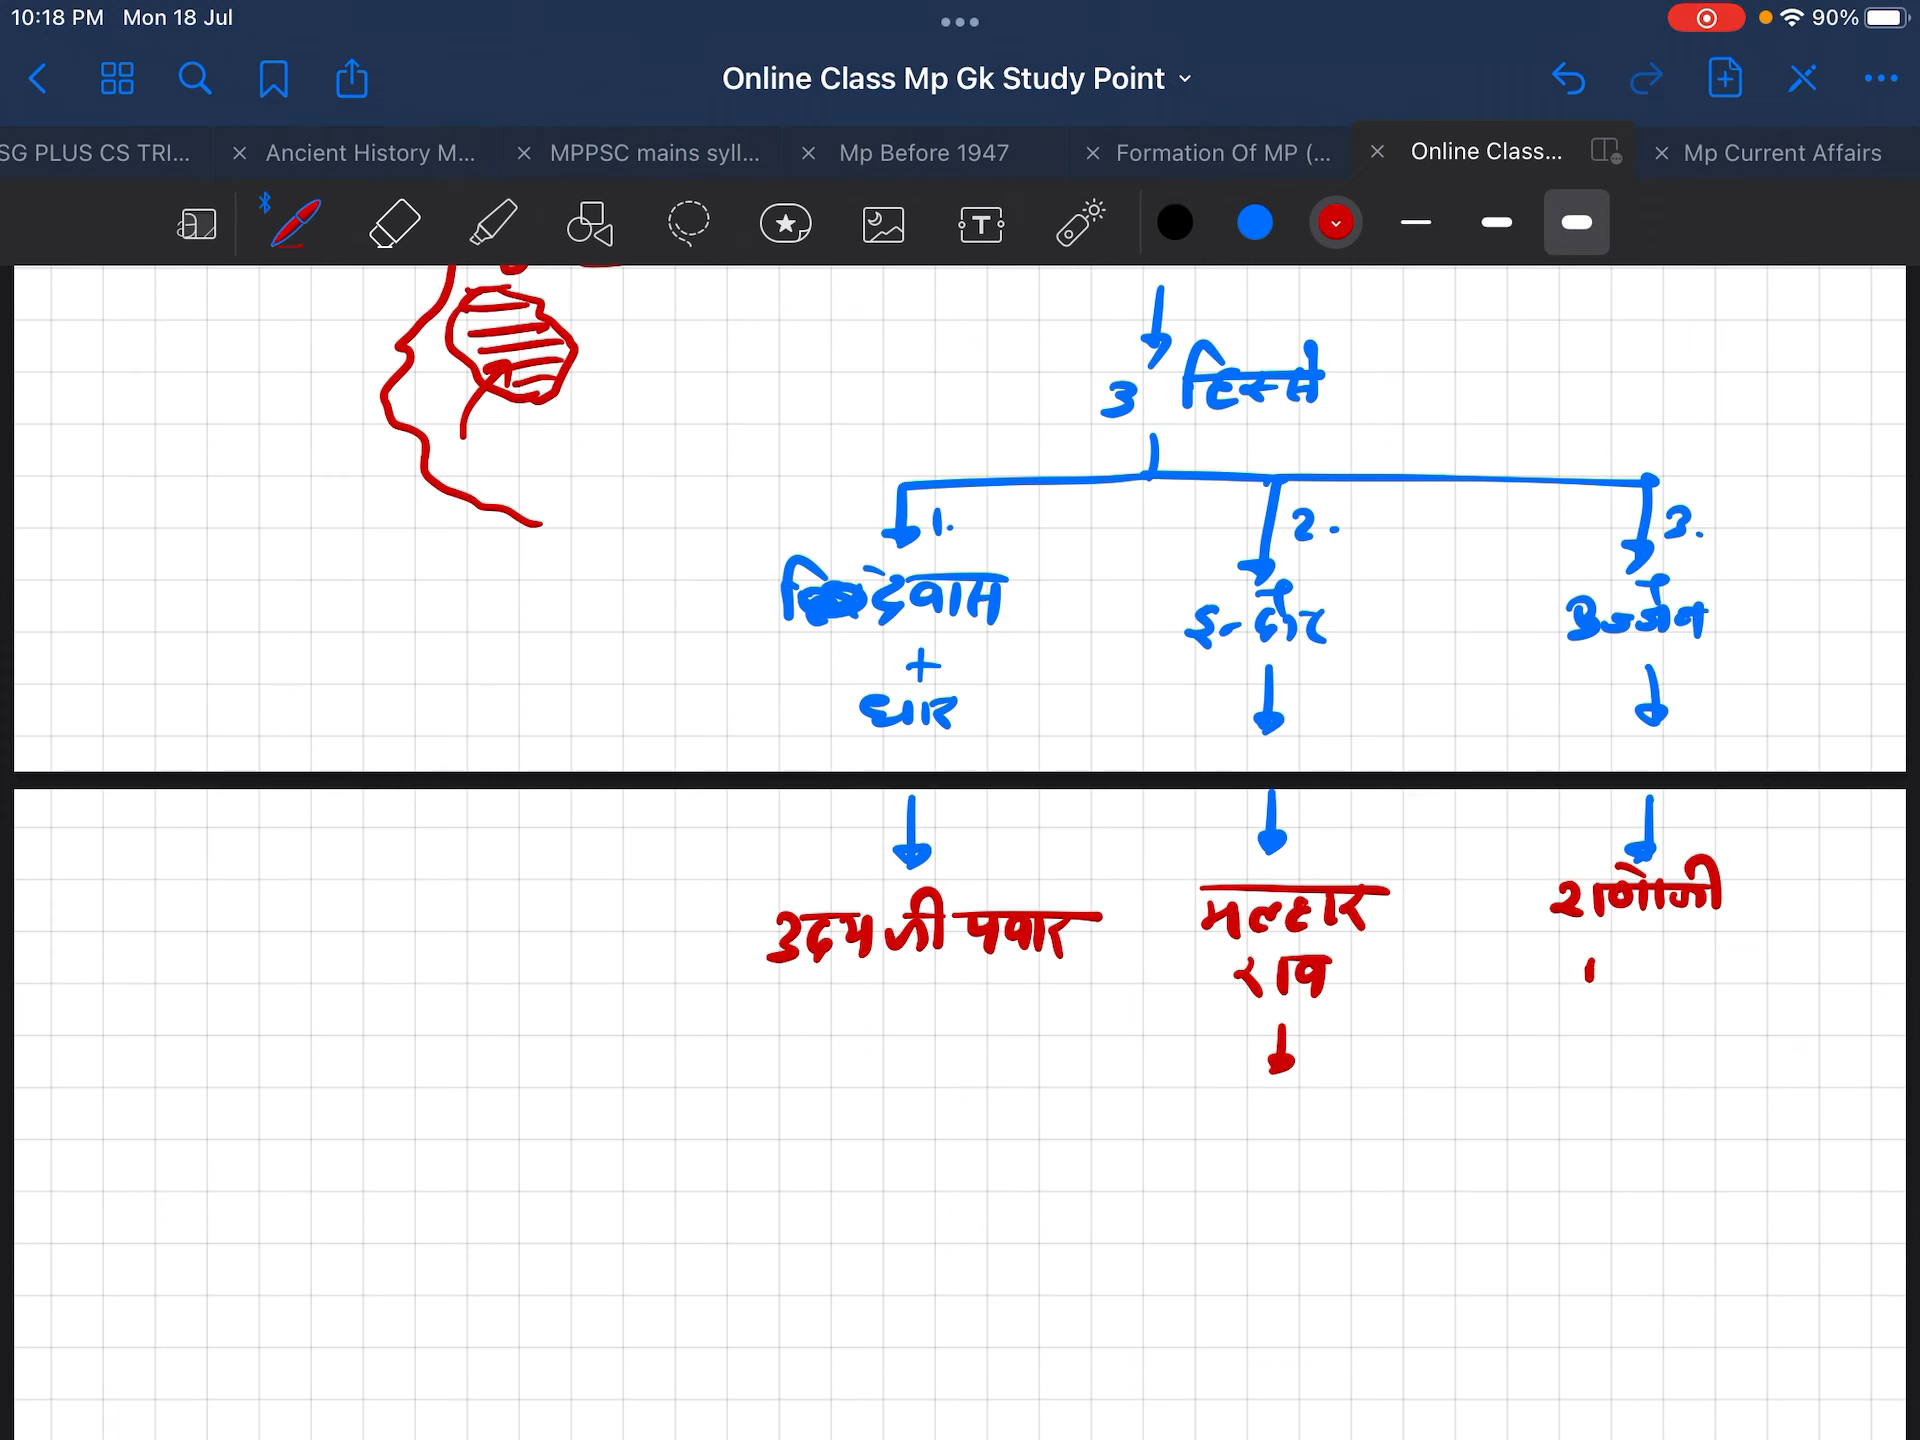 10:18 PM Mon 18 Jul
90%
Online Class Mp Gk Study Point
SG PLUS CS TRI...
Ancient History M...
MPPSC mains syll...
Mp Before 1947
Formation Of MP (...
Online Class...
Mp Current Affairs
3 हिस्से
1.
2.
3.
देवास
+
धार
इन्दौर
उज्जैन
उदय जी पवार
मल्हार
राव
राणोजी